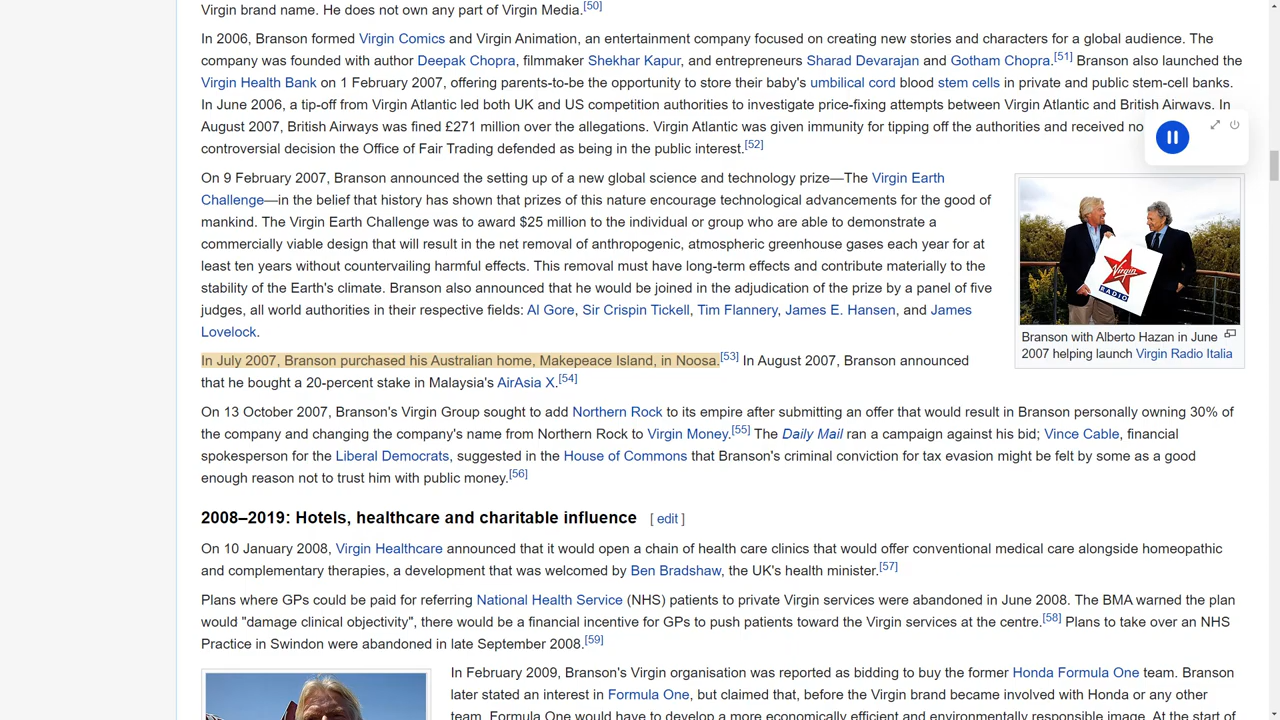 Virgin brand name. He does not own any part of Virgin Media.[50]
In 2006, Branson formed Virgin Comics and Virgin Animation, an entertainment company focused on creating new stories and characters for a global audience. The
company was founded with author Deepak Chopra, filmmaker Shekhar Kapur, and entrepreneurs Sharad Devarajan and Gotham Chopra.[51] Branson also launched the
Virgin Health Bank on 1 February 2007, offering parents-to-be the opportunity to store their baby's umbilical cord blood stem cells in private and public stem-cell banks.
In June 2006, a tip-off from Virgin Atlantic led both UK and US competition authorities to investigate price-fixing attempts between Virgin Atlantic and British Airways. In
August 2007, British Airways was fined £271 million over the allegations. Virgin Atlantic was given immunity for tipping off the authorities and received no
controversial decision the Office of Fair Trading defended as being in the public interest.[52]
On 9 February 2007, Branson announced the setting up of a new global science and technology prize—The Virgin Earth
Challenge—in the belief that history has shown that prizes of this nature encourage technological advancements for the good of
mankind. The Virgin Earth Challenge was to award $25 million to the individual or group who are able to demonstrate a
commercially viable design that will result in the net removal of anthropogenic, atmospheric greenhouse gases each year for at
least ten years without countervailing harmful effects. This removal must have long-term effects and contribute materially to the
stability of the Earth's climate. Branson also announced that he would be joined in the adjudication of the prize by a panel of five
judges, all world authorities in their respective fields: Al Gore, Sir Crispin Tickell, Tim Flannery, James E. Hansen, and James
Lovelock.
Virgin
RADIO
Branson with Alberto Hazan in June
2007 helping launch Virgin Radio Italia
In July 2007, Branson purchased his Australian home, Makepeace Island, in Noosa.[53] In August 2007, Branson announced
that he bought a 20-percent stake in Malaysia's AirAsia X.[54]
On 13 October 2007, Branson's Virgin Group sought to add Northern Rock to its empire after submitting an offer that would result in Branson personally owning 30% of
the company and changing the company's name from Northern Rock to Virgin Money.[55] The Daily Mail ran a campaign against his bid; Vince Cable, financial
spokesperson for the Liberal Democrats, suggested in the House of Commons that Branson's criminal conviction for tax evasion might be felt by some as a good
enough reason not to trust him with public money.[56]
2008–2019: Hotels, healthcare and charitable influence [ edit ]
On 10 January 2008, Virgin Healthcare announced that it would open a chain of health care clinics that would offer conventional medical care alongside homeopathic
and complementary therapies, a development that was welcomed by Ben Bradshaw, the UK's health minister.[57]
Plans where GPs could be paid for referring National Health Service (NHS) patients to private Virgin services were abandoned in June 2008. The BMA warned the plan
would "damage clinical objectivity", there would be a financial incentive for GPs to push patients toward the Virgin services at the centre.[58] Plans to take over an NHS
Practice in Swindon were abandoned in late September 2008.[59]
In February 2009, Branson's Virgin organisation was reported as bidding to buy the former Honda Formula One team. Branson
later stated an interest in Formula One, but claimed that, before the Virgin brand became involved with Honda or any other
team, Formula One would have to develop a more economically efficient and environmentally responsible image. At the start of